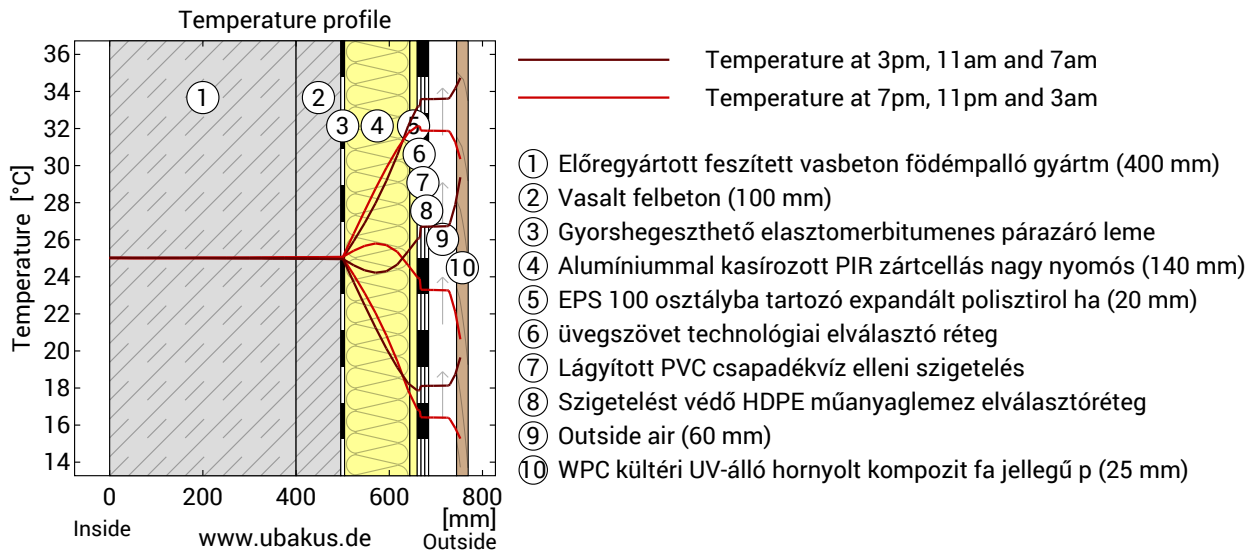 Temperature profile
36
34
32
30
28
26
24
22
20
18
16
14
Temperature [°C]
1
2
3
4
5
6
7
8
9
10
0
200
400
600
800
[mm]
Inside
www.ubakus.de
Outside
Temperature at 3pm, 11am and 7am
Temperature at 7pm, 11pm and 3am
1 Előregyártott feszített vasbeton födémpalló gyártm (400 mm)
2 Vasalt felbeton (100 mm)
3 Gyorshegeszthető elasztomerbitumenes párazáró leme
4 Alumíniummal kasírozott PIR zártcellás nagy nyomós (140 mm)
5 EPS 100 osztályba tartozó expandált polisztirol ha (20 mm)
6 üvegszövet technológiai elválasztó réteg
7 Lágyított PVC csapadékvíz elleni szigetelés
8 Szigetelést védő HDPE műanyaglemez elválasztóréteg
9 Outside air (60 mm)
10 WPC kültéri UV-álló hornyolt kompozit fa jellegű p (25 mm)